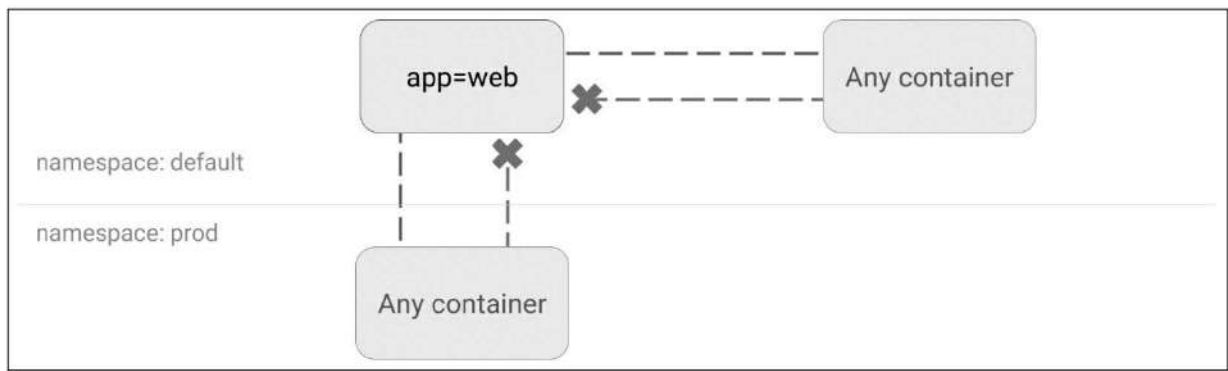 app=web
Any container
namespace: default
namespace: prod
Any container